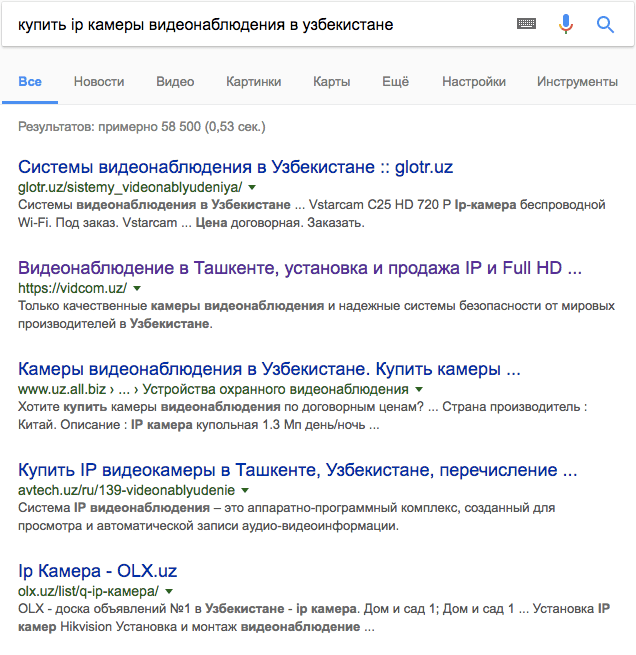 купить ip камеры видеонаблюдения в узбекистане
Все Новости Видео Картинки Карты Ещё Настройки Инструменты
Результатов: примерно 58 500 (0,53 сек.)
Системы видеонаблюдения в Узбекистане :: glotr.uz
glotr.uz/sistemy_videonablyudeniya/
Системы видеонаблюдения в Узбекистане ... Vstarcam C25 HD 720 P Ip-камера беспроводной
Wi-Fi. Под заказ. Vstarcam ... Цена договорная. Заказать.
Видеонаблюдение в Ташкенте, установка и продажа IP и Full HD ...
https://vidcom.uz/
Только качественные камеры видеонаблюдения и надежные системы безопасности от мировых
производителей в Узбекистане.
Камеры видеонаблюдения в Узбекистане. Купить камеры ...
www.uz.all.biz › ... › Устройства охранного видеонаблюдения
Хотите купить камеры видеонаблюдения по договорным ценам? ... Страна производитель :
Китай. Описание : IP камера купольная 1.3 Мп день/ночь ...
Купить IP видеокамеры в Ташкенте, Узбекистане, перечисление ...
avtech.uz/ru/139-videonablyudenie
Система IP видеонаблюдения – это аппаратно-программный комплекс, созданный для
просмотра и автоматической записи аудио-видеоинформации.
Ip Камера - OLX.uz
olx.uz/list/q-ip-камера/
OLX - доска объявлений №1 в Узбекистане - ip камера. Дом и сад 1; Дом и сад 1 ... Установка IP
камер Hikvision Установка и монтаж видеонаблюдение ...